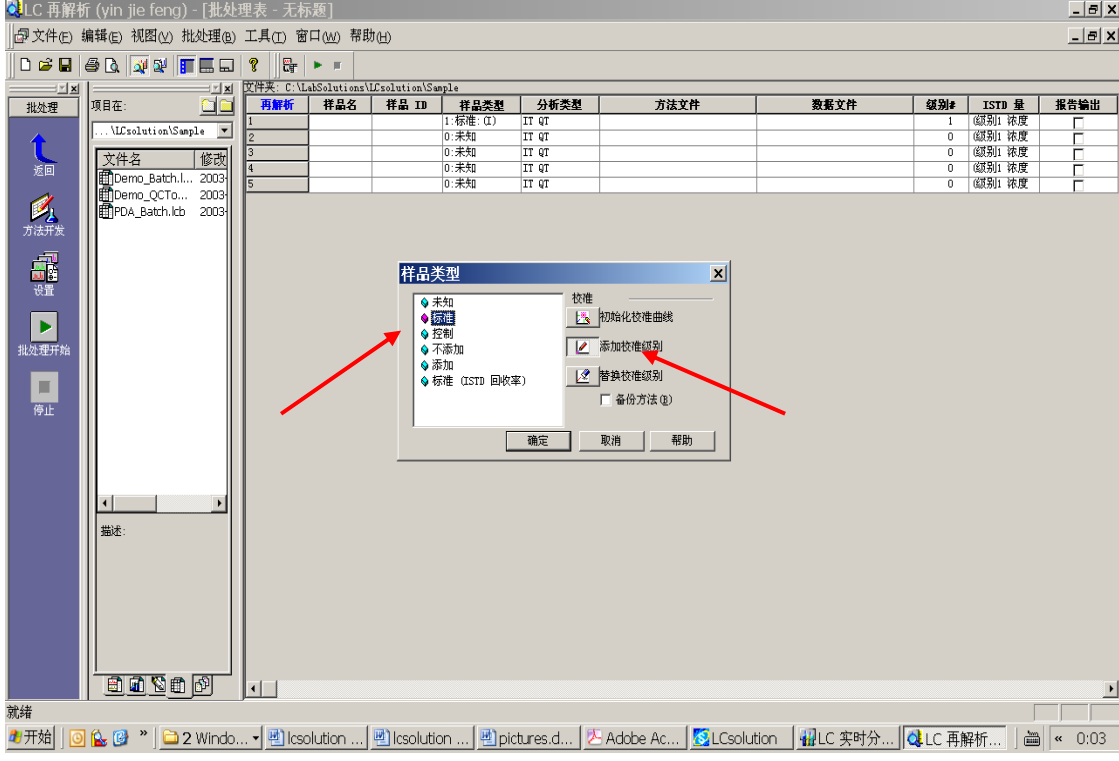 LC 再解析 (yin jie feng) - [批处理表 - 无标题]
文件(F) 编辑(E) 视图(V) 批处理(B) 工具(T) 窗口(W) 帮助(H)
批处理
返回
方法开发
设置
批处理开始
停止
项目在:
...\LCsolution\Sample
文件名 修改
Demo_Batch.l... 2003-
Demo_QCTo... 2003-
PDA_Batch.lcb 2003-
描述:
文件夹: C:\LabSolutions\LCsolution\Sample
再解析 样品名 样品 ID 样品类型 分析类型 方法文件 数据文件 级别# ISTD 量 报告输出
1 1:标准:(I) IT QT 1 (级别1 浓度
2 0:未知 IT QT 0 (级别1 浓度
3 0:未知 IT QT 0 (级别1 浓度
4 0:未知 IT QT 0 (级别1 浓度
5 0:未知 IT QT 0 (级别1 浓度
样品类型
未知
标准
控制
不添加
添加
标准 (ISTD 回收率)
校准
初始化校准曲线
添加校准级别
替换校准级别
备份方法(B)
确定 取消 帮助
就绪
开始 » 2 Windo... lcsolution ... lcsolution ... pictures.d... Adobe Ac... LCsolution LC 实时分... LC 再解析... « 0:03